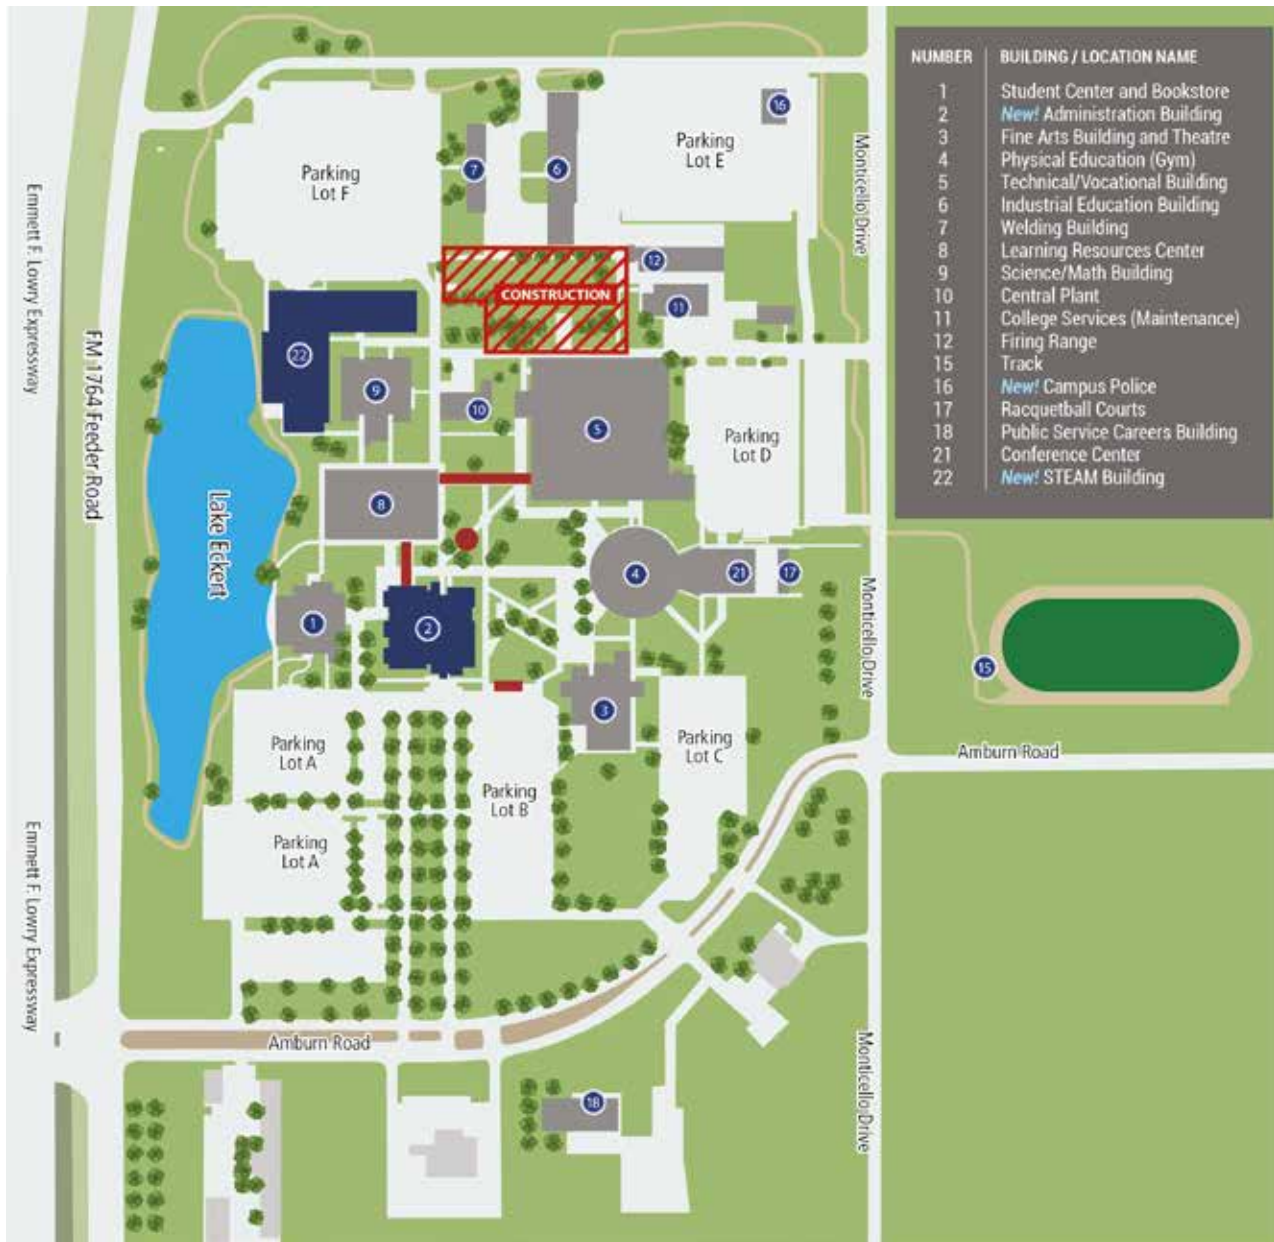 NUMBER BUILDING / LOCATION NAME
1 Student Center and Bookstore
2 New! Administration Building
3 Fine Arts Building and Theatre
4 Physical Education (Gym)
5 Technical/Vocational Building
6 Industrial Education Building
7 Welding Building
8 Learning Resources Center
9 Science/Math Building
10 Central Plant
11 College Services (Maintenance)
12 Firing Range
15 Track
16 New! Campus Police
17 Racquetball Courts
18 Public Service Careers Building
21 Conference Center
22 New! STEAM Building
16
Parking
Lot E
Parking
Lot F
7
6
Monticello Drive
Emmett F. Lowry Expressway
12
CONSTRUCTION
11
FM 1764 Feeder Road
22
9
10
5
Parking
Lot D
8
Lake Eckert
4
21
17
Monticello Drive
1
2
15
3
Parking
Lot A
Parking
Lot C
Amburn Road
Parking
Lot B
Parking
Lot A
Emmett F. Lowry Expressway
Amburn Road
Monticello Drive
18